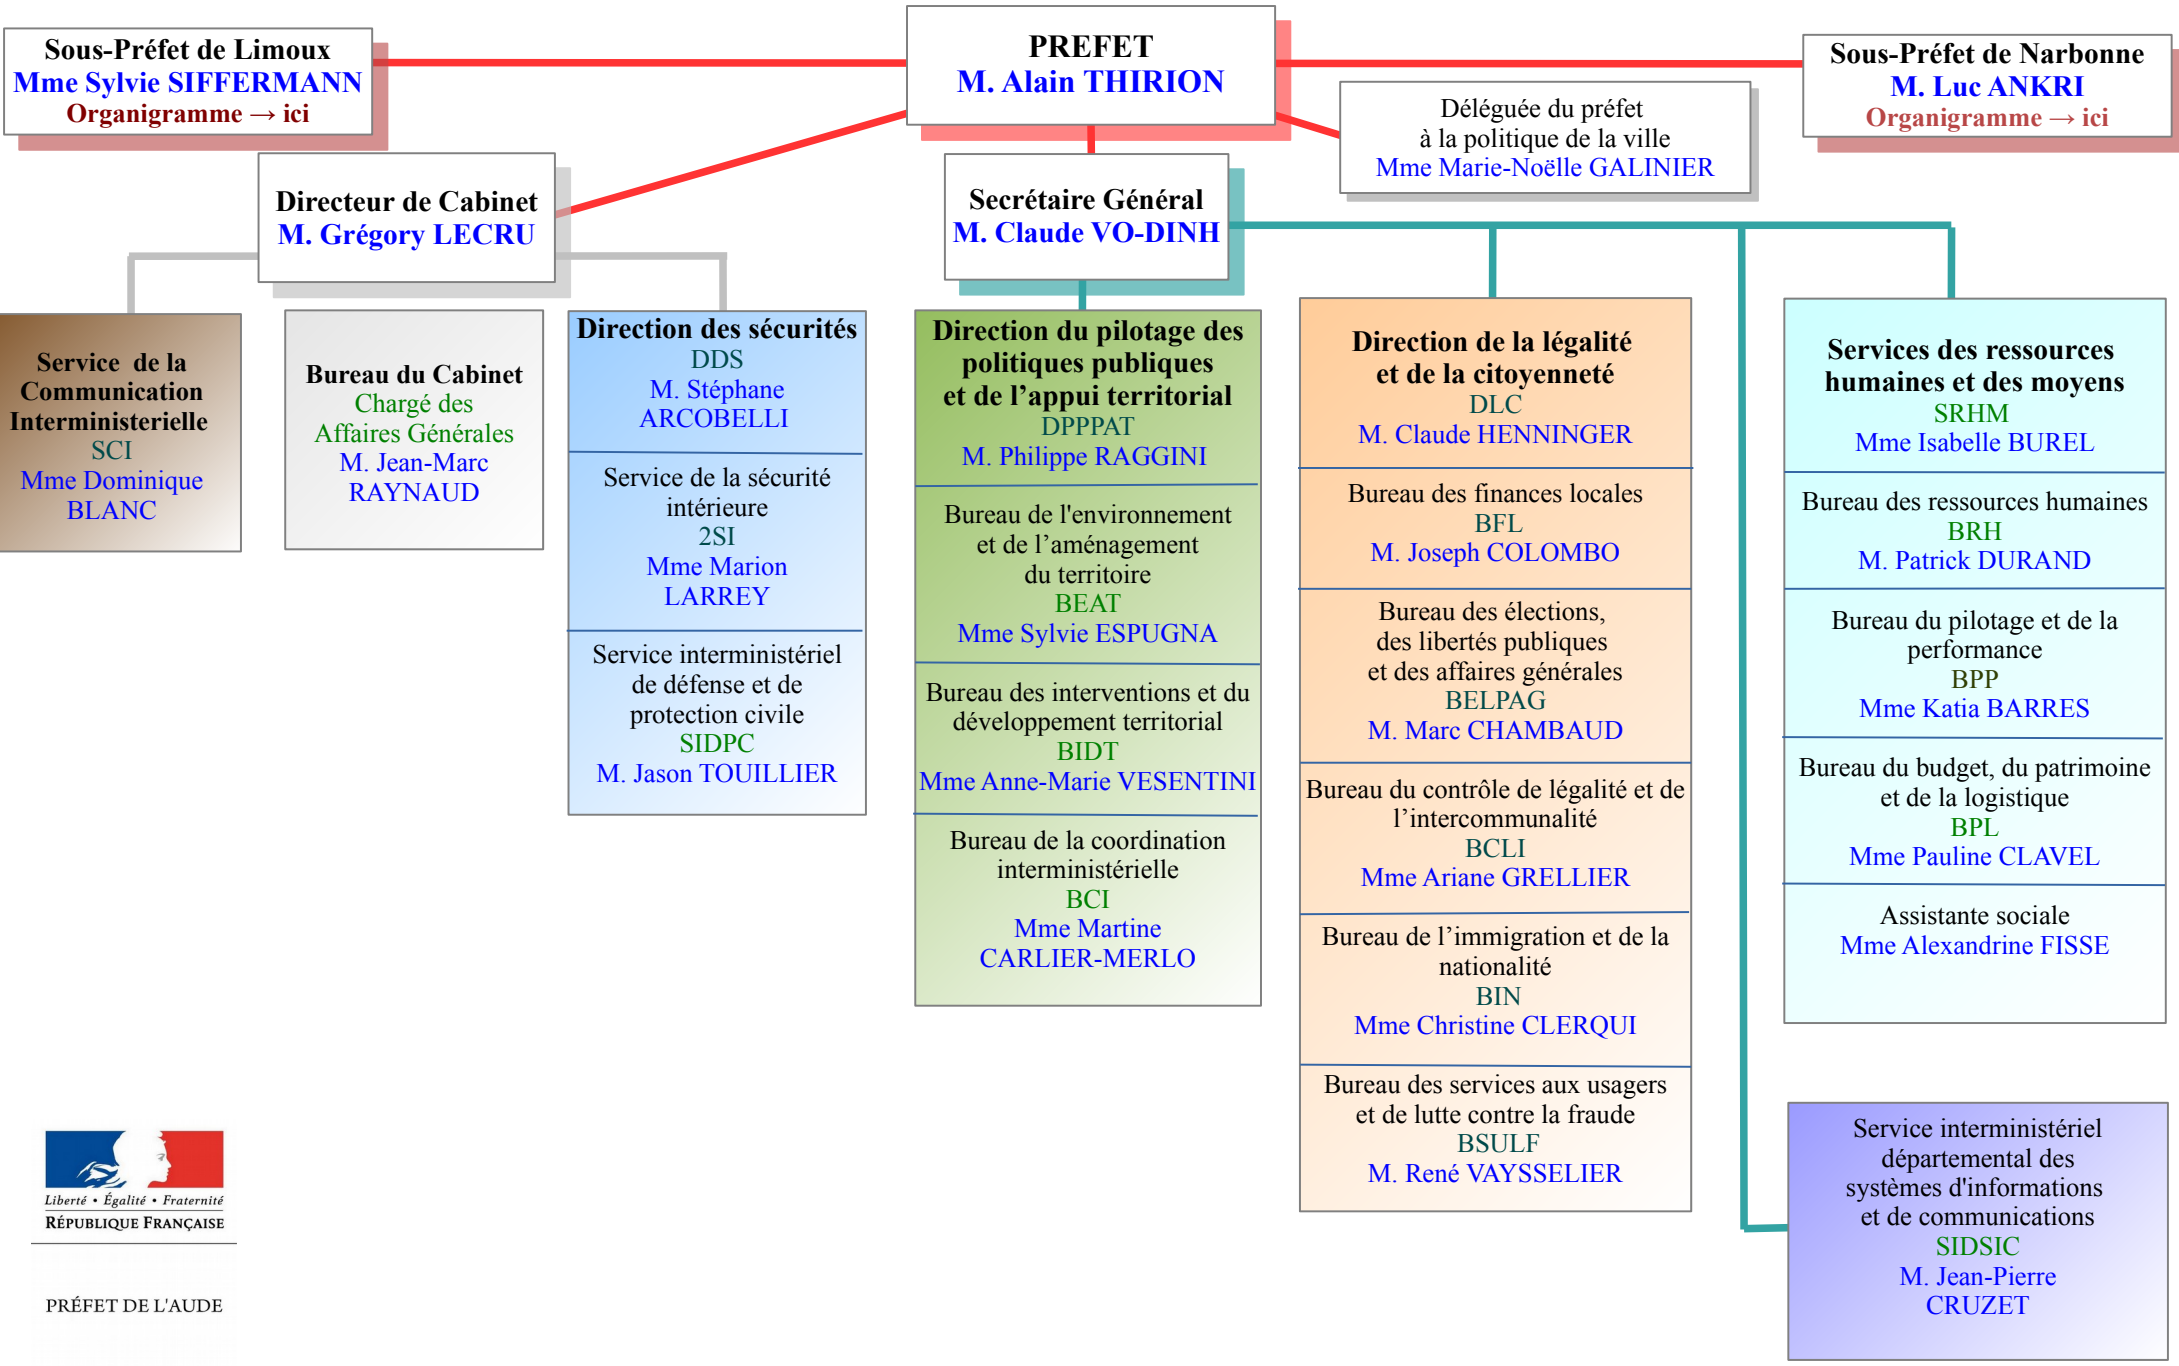 Sous-Préfet de Limoux
Mme Sylvie SIFFERMANN
Organigramme → ici
PREFET
M. Alain THIRION
Sous-Préfet de Narbonne
M. Luc ANKRI
Organigramme → ici
Déléguée du préfet
à la politique de la ville
Mme Marie-Noëlle GALINIER
Directeur de Cabinet
M. Grégory LECRU
Secrétaire Général
M. Claude VO-DINH
Service de la
Communication
Interministerielle
SCI
Mme Dominique
BLANC
Bureau du Cabinet
Chargé des
Affaires Générales
M. Jean-Marc
RAYNAUD
Direction des sécurités
DDS
M. Stéphane
ARCOBELLI
Service de la sécurité
intérieure
2SI
Mme Marion
LARREY
Service interministériel
de défense et de
protection civile
SIDPC
M. Jason TOUILLIER
Direction du pilotage des
politiques publiques
et de l’appui territorial
DPPPAT
M. Philippe RAGGINI
Bureau de l'environnement
et de l’aménagement
du territoire
BEAT
Mme Sylvie ESPUGNA
Bureau des interventions et du
développement territorial
BIDT
Mme Anne-Marie VESENTINI
Bureau de la coordination
interministérielle
BCI
Mme Martine
CARLIER-MERLO
Direction de la légalité
et de la citoyenneté
DLC
M. Claude HENNINGER
Bureau des finances locales
BFL
M. Joseph COLOMBO
Bureau des élections,
des libertés publiques
et des affaires générales
BELPAG
M. Marc CHAMBAUD
Bureau du contrôle de légalité et de
l’intercommunalité
BCLI
Mme Ariane GRELLIER
Bureau de l’immigration et de la
nationalité
BIN
Mme Christine CLERQUI
Bureau des services aux usagers
et de lutte contre la fraude
BSULF
M. René VAYSSELIER
Services des ressources
humaines et des moyens
SRHM
Mme Isabelle BUREL
Bureau des ressources humaines
BRH
M. Patrick DURAND
Bureau du pilotage et de la
performance
BPP
Mme Katia BARRES
Bureau du budget, du patrimoine
et de la logistique
BPL
Mme Pauline CLAVEL
Assistante sociale
Mme Alexandrine FISSE
Service interministériel
départemental des
systèmes d'informations
et de communications
SIDSIC
M. Jean-Pierre
CRUZET
Liberté • Égalité • Fraternité
RÉPUBLIQUE FRANÇAISE
PRÉFET DE L'AUDE